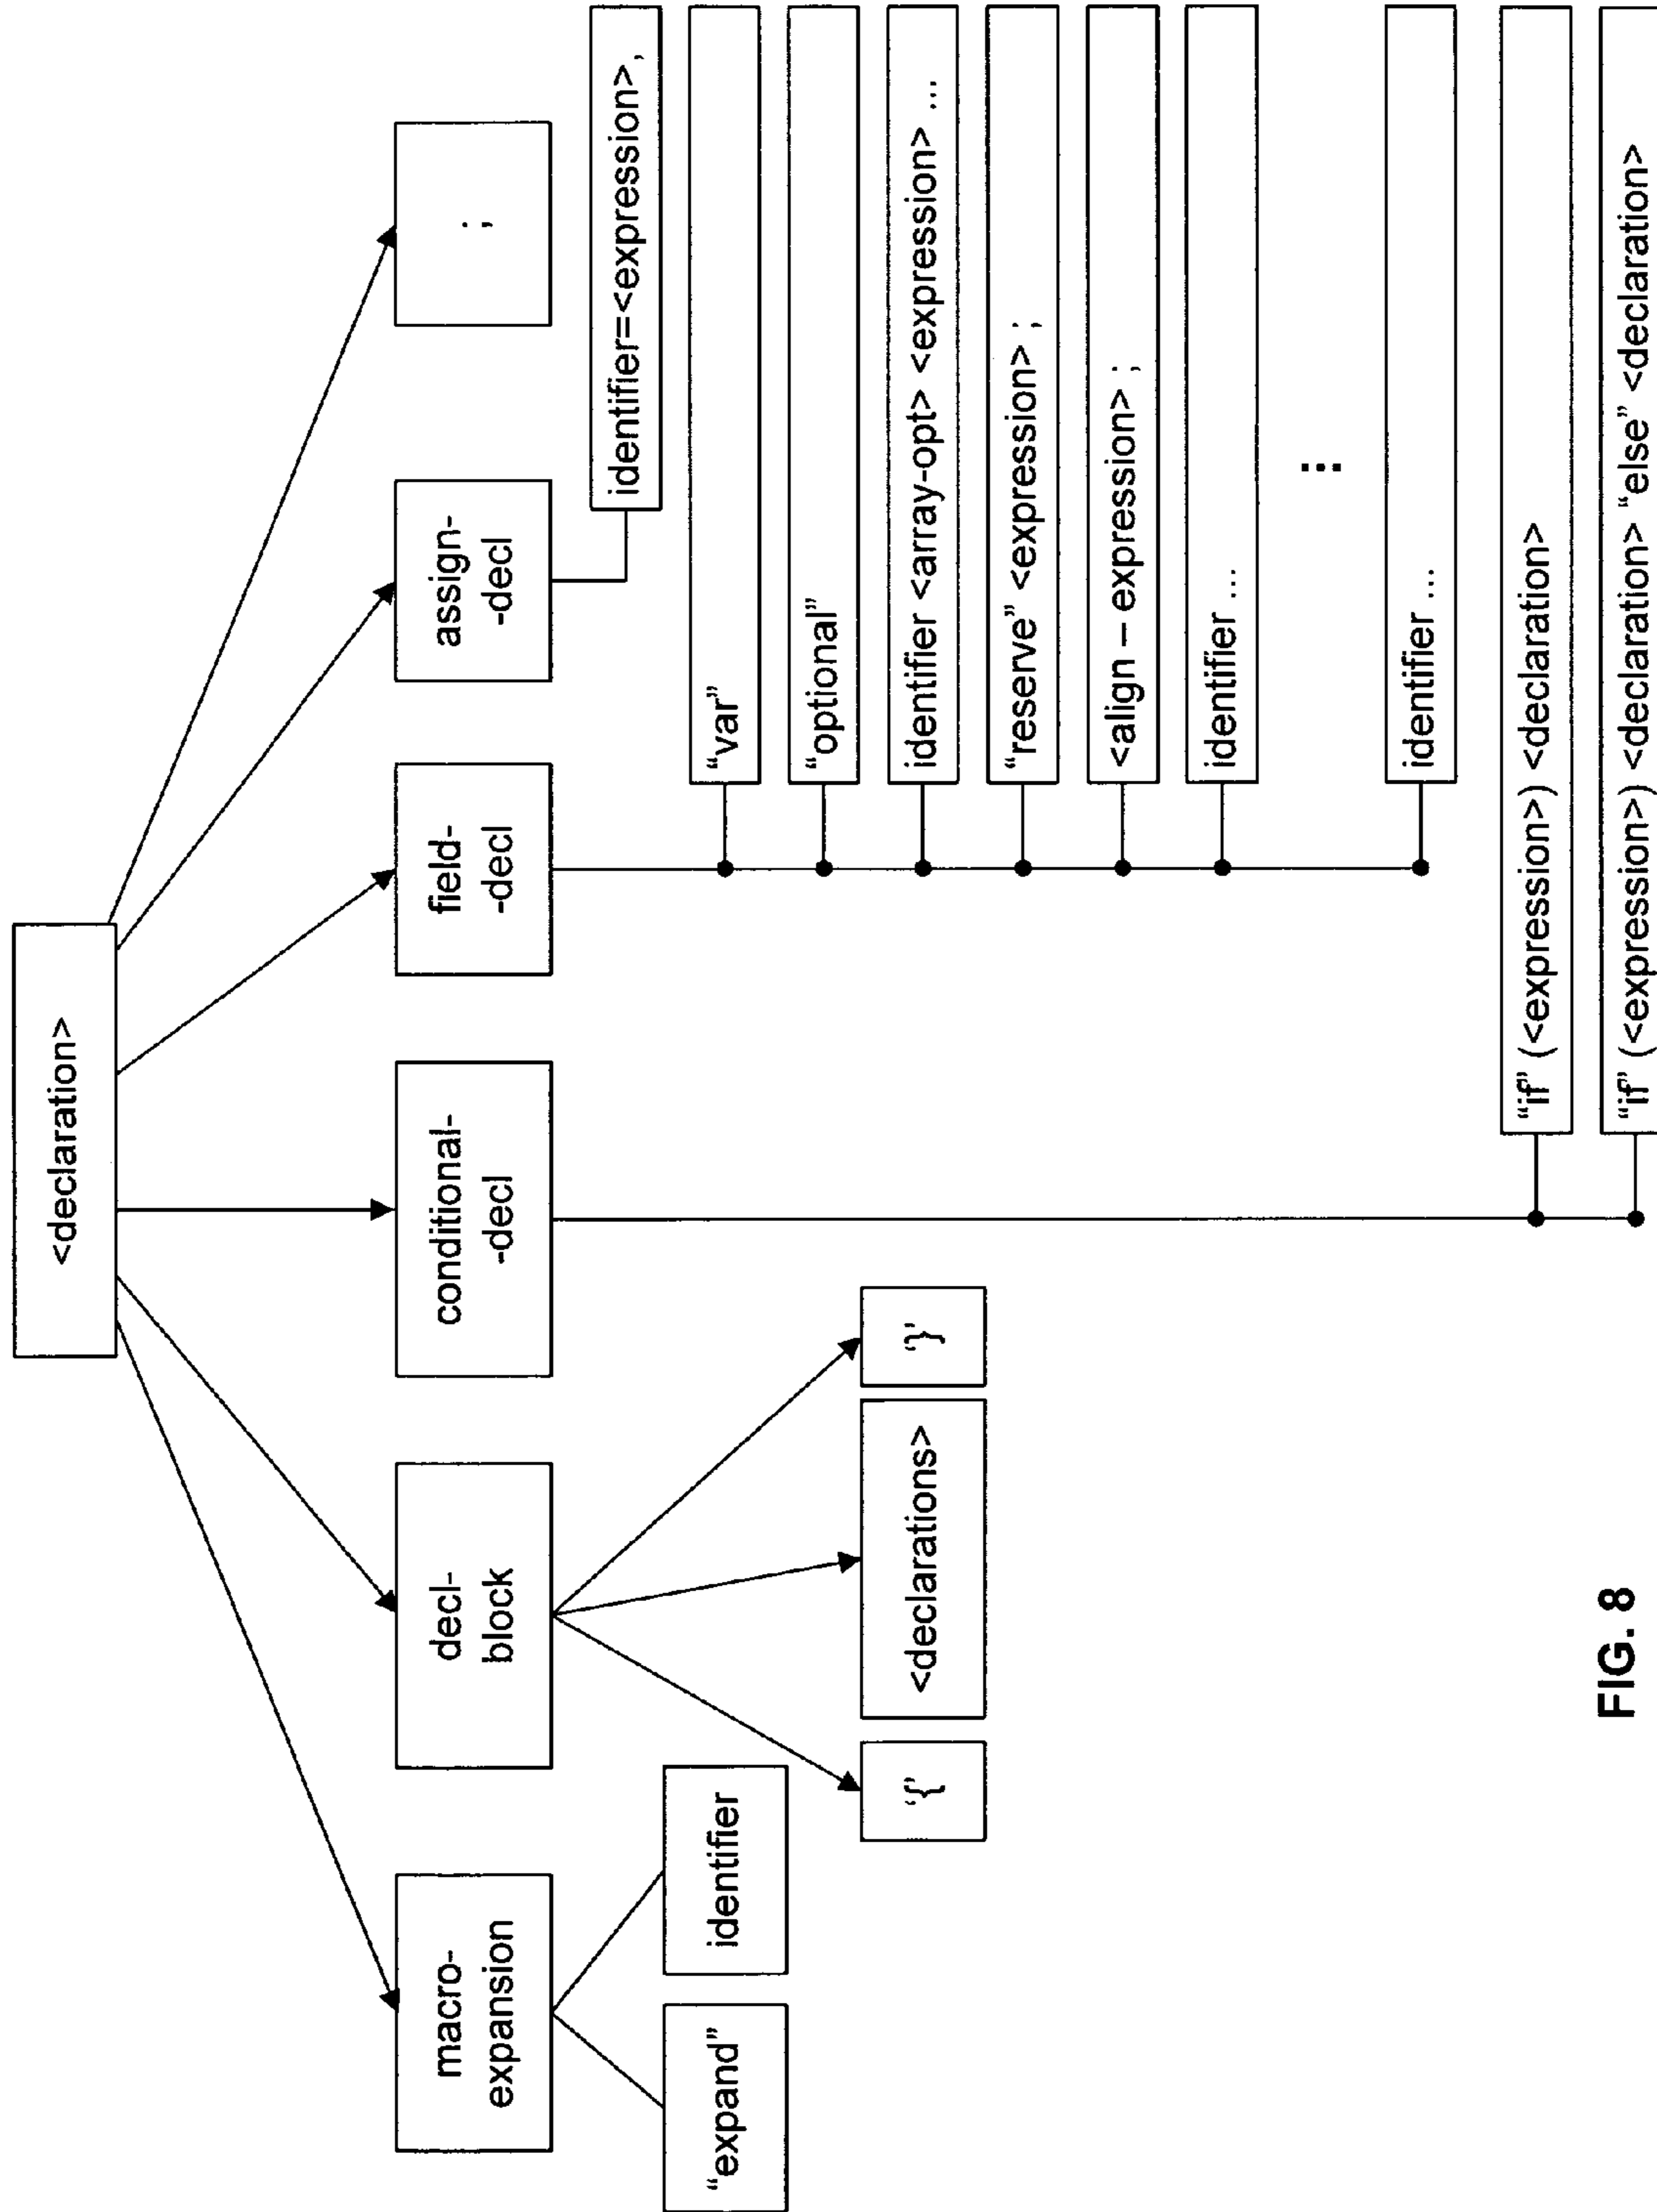 <declaration>
macro-
expansion
decl-
block
conditional-
-decl
field-
-decl
assign-
-decl
;
"expand"
identifier
'{'
<declarations>
'}'
identifier=<expression>,
“var”
“optional”
identifier <array-opt> <expression> ...
“reserve” <expression> ;
<align – expression> ;
identifier ...
...
identifier ...
“if” (<expression>) <declaration>
“if” (<expression>) <declaration> “else” <declaration>
FIG. 8